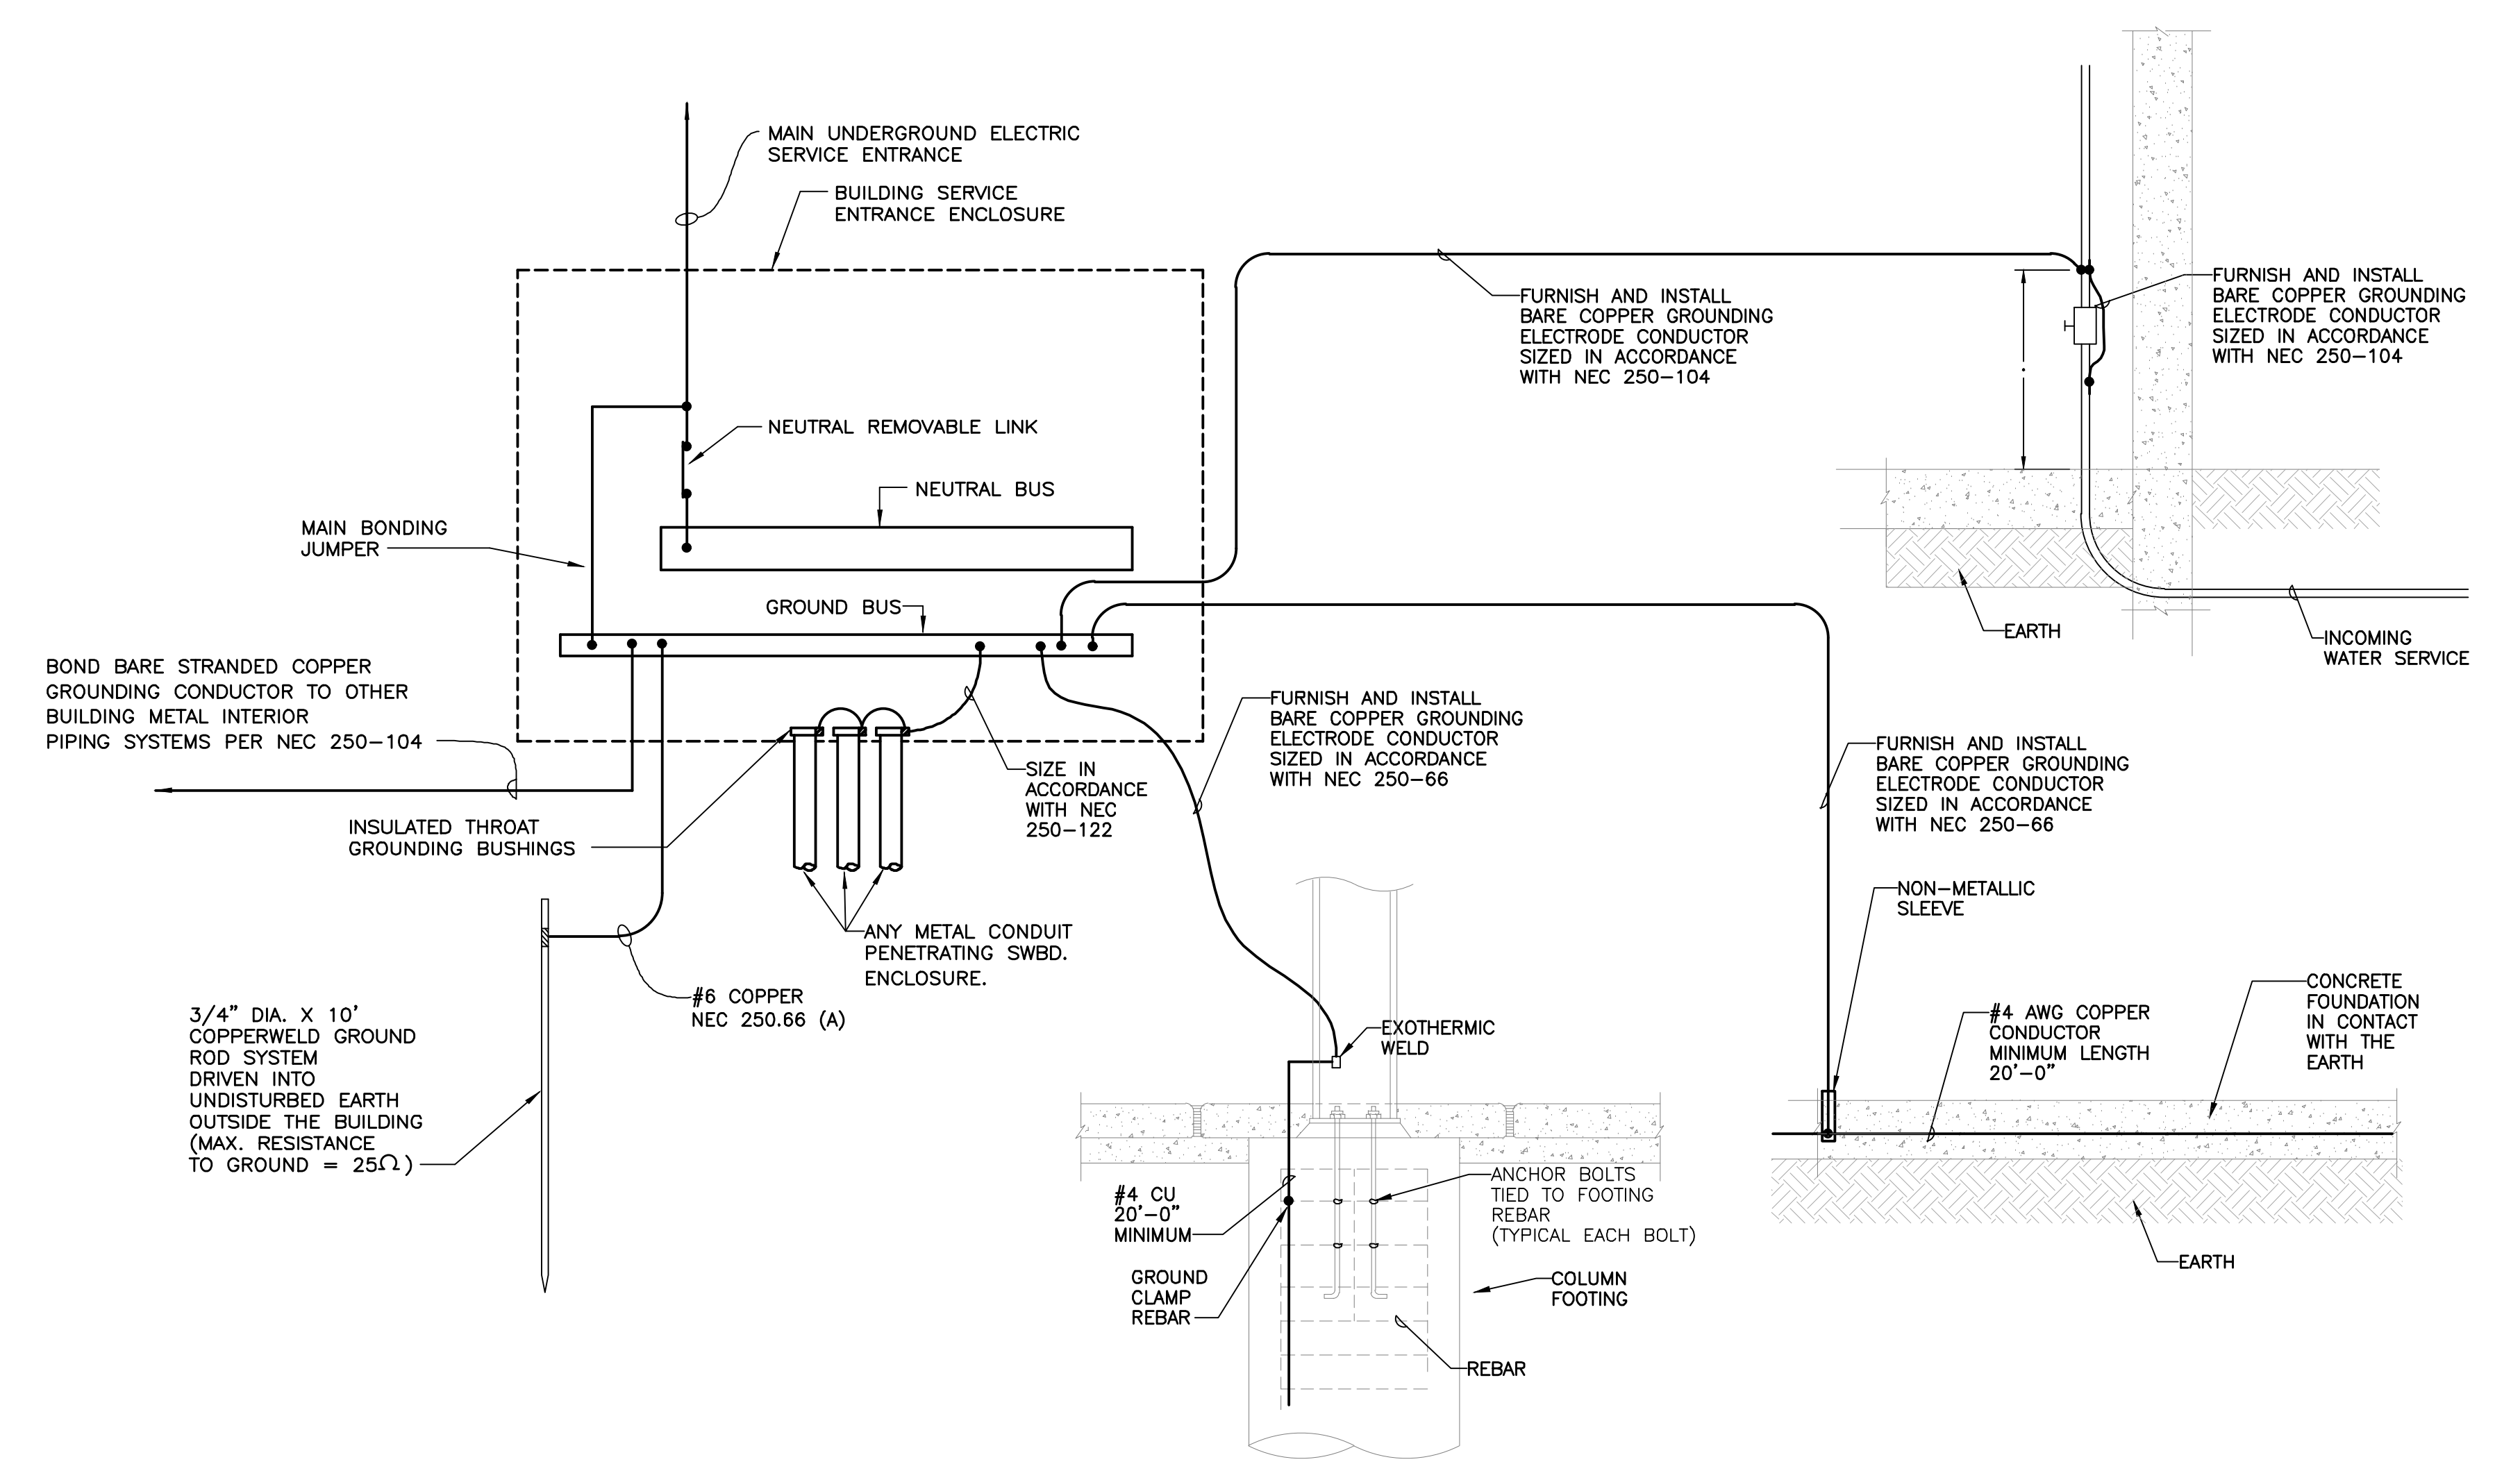 MAIN UNDERGROUND ELECTRIC
SERVICE ENTRANCE
BUILDING SERVICE
ENTRANCE ENCLOSURE
FURNISH AND INSTALL
BARE COPPER GROUNDING
ELECTRODE CONDUCTOR
SIZED IN ACCORDANCE
WITH NEC 250-104
FURNISH AND INSTALL
BARE COPPER GROUNDING
ELECTRODE CONDUCTOR
SIZED IN ACCORDANCE
WITH NEC 250-104
NEUTRAL REMOVABLE LINK
NEUTRAL BUS
MAIN BONDING
JUMPER
GROUND BUS
EARTH
INCOMING
WATER SERVICE
BOND BARE STRANDED COPPER
GROUNDING CONDUCTOR TO OTHER
BUILDING METAL INTERIOR
PIPING SYSTEMS PER NEC 250-104
FURNISH AND INSTALL
BARE COPPER GROUNDING
ELECTRODE CONDUCTOR
SIZED IN ACCORDANCE
WITH NEC 250-66
FURNISH AND INSTALL
BARE COPPER GROUNDING
ELECTRODE CONDUCTOR
SIZED IN ACCORDANCE
WITH NEC 250-66
SIZE IN
ACCORDANCE
WITH NEC
250-122
INSULATED THROAT
GROUNDING BUSHINGS
NON-METALLIC
SLEEVE
ANY METAL CONDUIT
PENETRATING SWBD.
ENCLOSURE.
#6 COPPER
NEC 250.66 (A)
3/4" DIA. X 10'
COPPERWELD GROUND
ROD SYSTEM
DRIVEN INTO
UNDISTURBED EARTH
OUTSIDE THE BUILDING
(MAX. RESISTANCE
TO GROUND = 25Ω)
EXOTHERMIC
WELD
#4 AWG COPPER
CONDUCTOR
MINIMUM LENGTH
20'-0"
CONCRETE
FOUNDATION
IN CONTACT
WITH THE
EARTH
#4 CU
20'-0"
MINIMUM
ANCHOR BOLTS
TIED TO FOOTING
REBAR
(TYPICAL EACH BOLT)
GROUND
CLAMP
REBAR
COLUMN
FOOTING
EARTH
REBAR